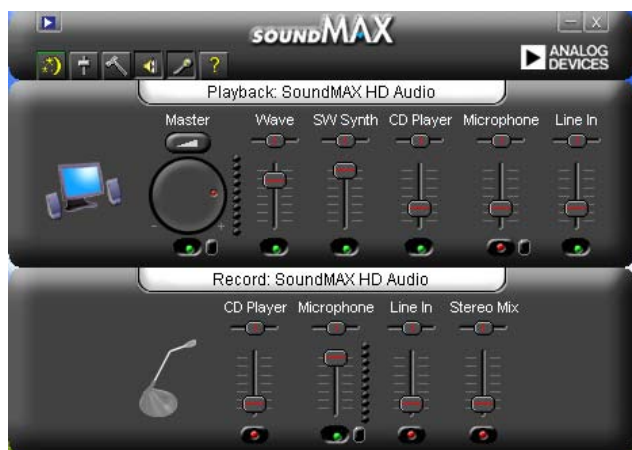 SOUNDMAX
ANALOG
DEVICES
Playback: SoundMAX HD Audio
Master Wave SW Synth CD Player Microphone Line In
- +
Record: SoundMAX HD Audio
CD Player Microphone Line In Stereo Mix